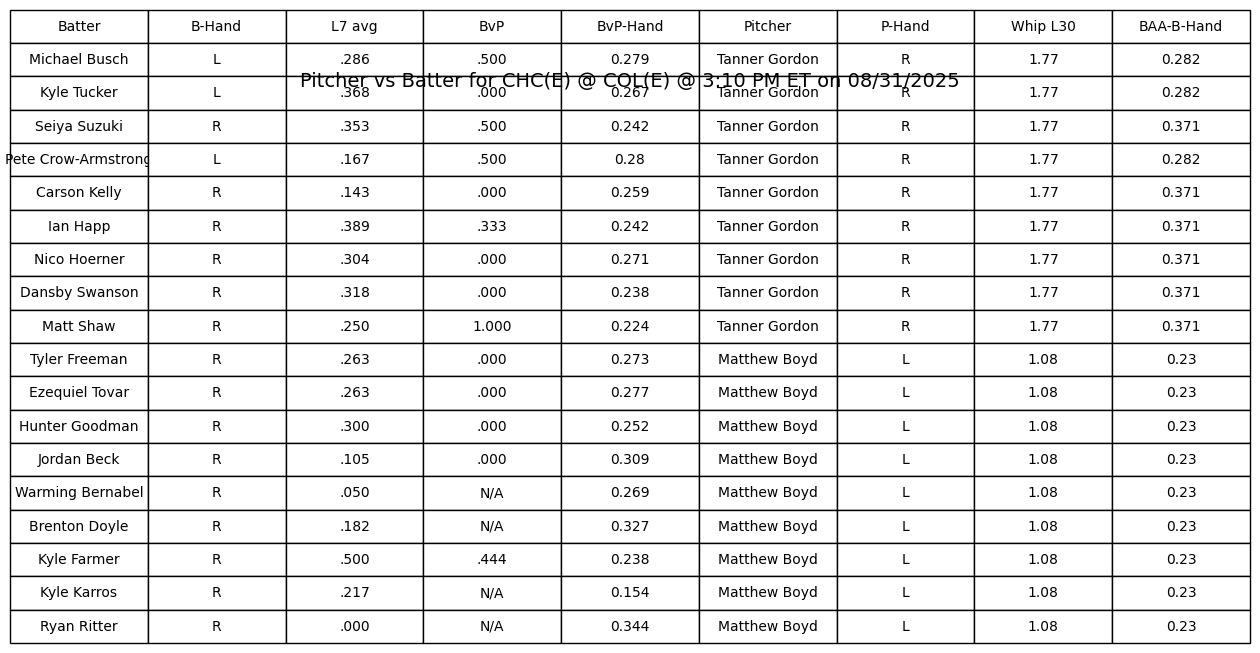 Batter B-Hand L7 avg BvP BvP-Hand Pitcher P-Hand Whip L30 BAA-B-Hand
Michael Busch L .286 .500 0.279 Tanner Gordon R 1.77 0.282
Pitcher vs Batter for CHC(E) @ COL(E) @ 3:10 PM ET on 08/31/2025
Kyle Tucker L .368 .000 0.267 Tanner Gordon R 1.77 0.282
Seiya Suzuki R .353 .500 0.242 Tanner Gordon R 1.77 0.371
Pete Crow-Armstrong L .167 .500 0.28 Tanner Gordon R 1.77 0.282
Carson Kelly R .143 .000 0.259 Tanner Gordon R 1.77 0.371
Ian Happ R .389 .333 0.242 Tanner Gordon R 1.77 0.371
Nico Hoerner R .304 .000 0.271 Tanner Gordon R 1.77 0.371
Dansby Swanson R .318 .000 0.238 Tanner Gordon R 1.77 0.371
Matt Shaw R .250 1.000 0.224 Tanner Gordon R 1.77 0.371
Tyler Freeman R .263 .000 0.273 Matthew Boyd L 1.08 0.23
Ezequiel Tovar R .263 .000 0.277 Matthew Boyd L 1.08 0.23
Hunter Goodman R .300 .000 0.252 Matthew Boyd L 1.08 0.23
Jordan Beck R .105 .000 0.309 Matthew Boyd L 1.08 0.23
Warming Bernabel R .050 N/A 0.269 Matthew Boyd L 1.08 0.23
Brenton Doyle R .182 N/A 0.327 Matthew Boyd L 1.08 0.23
Kyle Farmer R .500 .444 0.238 Matthew Boyd L 1.08 0.23
Kyle Karros R .217 N/A 0.154 Matthew Boyd L 1.08 0.23
Ryan Ritter R .000 N/A 0.344 Matthew Boyd L 1.08 0.23